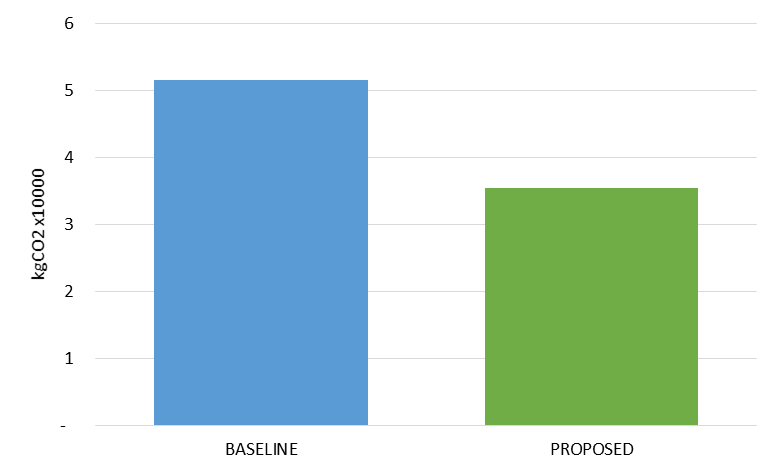 6
5
4
3
2
1
-
kgCO2 x10000
BASELINE
PROPOSED